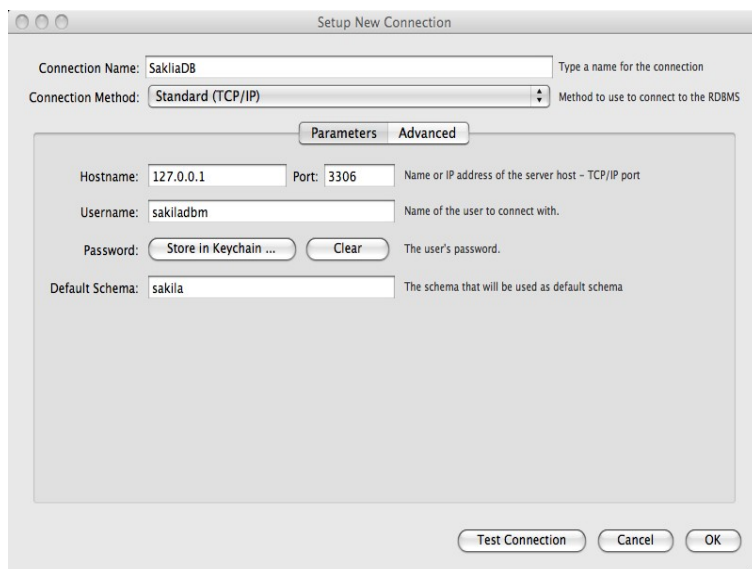 Setup New Connection
Connection Name: SakliaDB Type a name for the connection
Connection Method: Standard (TCP/IP) Method to use to connect to the RDBMS
Parameters Advanced
Hostname: 127.0.0.1 Port: 3306 Name or IP address of the server host - TCP/IP port
Username: sakiladbm Name of the user to connect with.
Password: Store in Keychain ... Clear The user's password.
Default Schema: sakila The schema that will be used as default schema
Test Connection Cancel OK